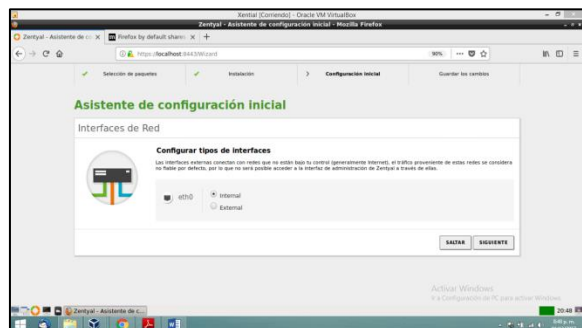 Xential [Corriendo] - Oracle VM VirtualBox
Zentyal - Asistente de configuración inicial - Mozilla Firefox
Zentyal - Asistente de co
Firefox by default shares
https://localhost:8443/Wizard
90%
Selección de paquetes
Instalación
Configuración inicial
Guardar los cambios
Asistente de configuración inicial
Interfaces de Red
Configurar tipos de interfaces
Las interfaces externas conectan con redes que no están bajo tu control (generalmente Internet), el tráfico proveniente de estas redes se considera
no fiable por defecto, por lo que no será posible acceder a la interfaz de administración de Zentyal a través de ellas.
eth0
Internal
External
SALTAR
SIGUIENTE
Activar Windows
Ir a Configuración de PC para activar Windows.
Zentyal - Asistente de c...
20:48